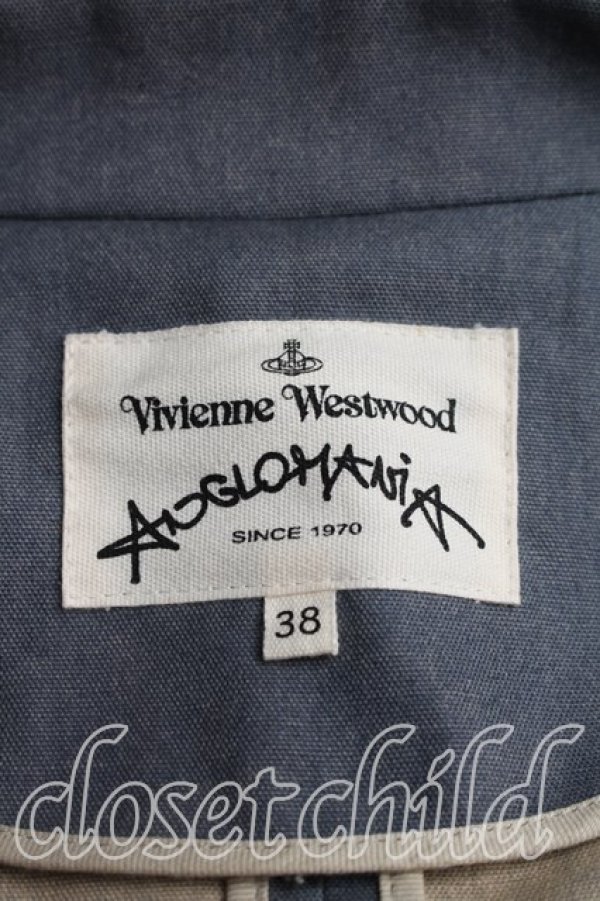 Vivienne Westwood
ANGLOMANIA
SINCE 1970
38
closetchild